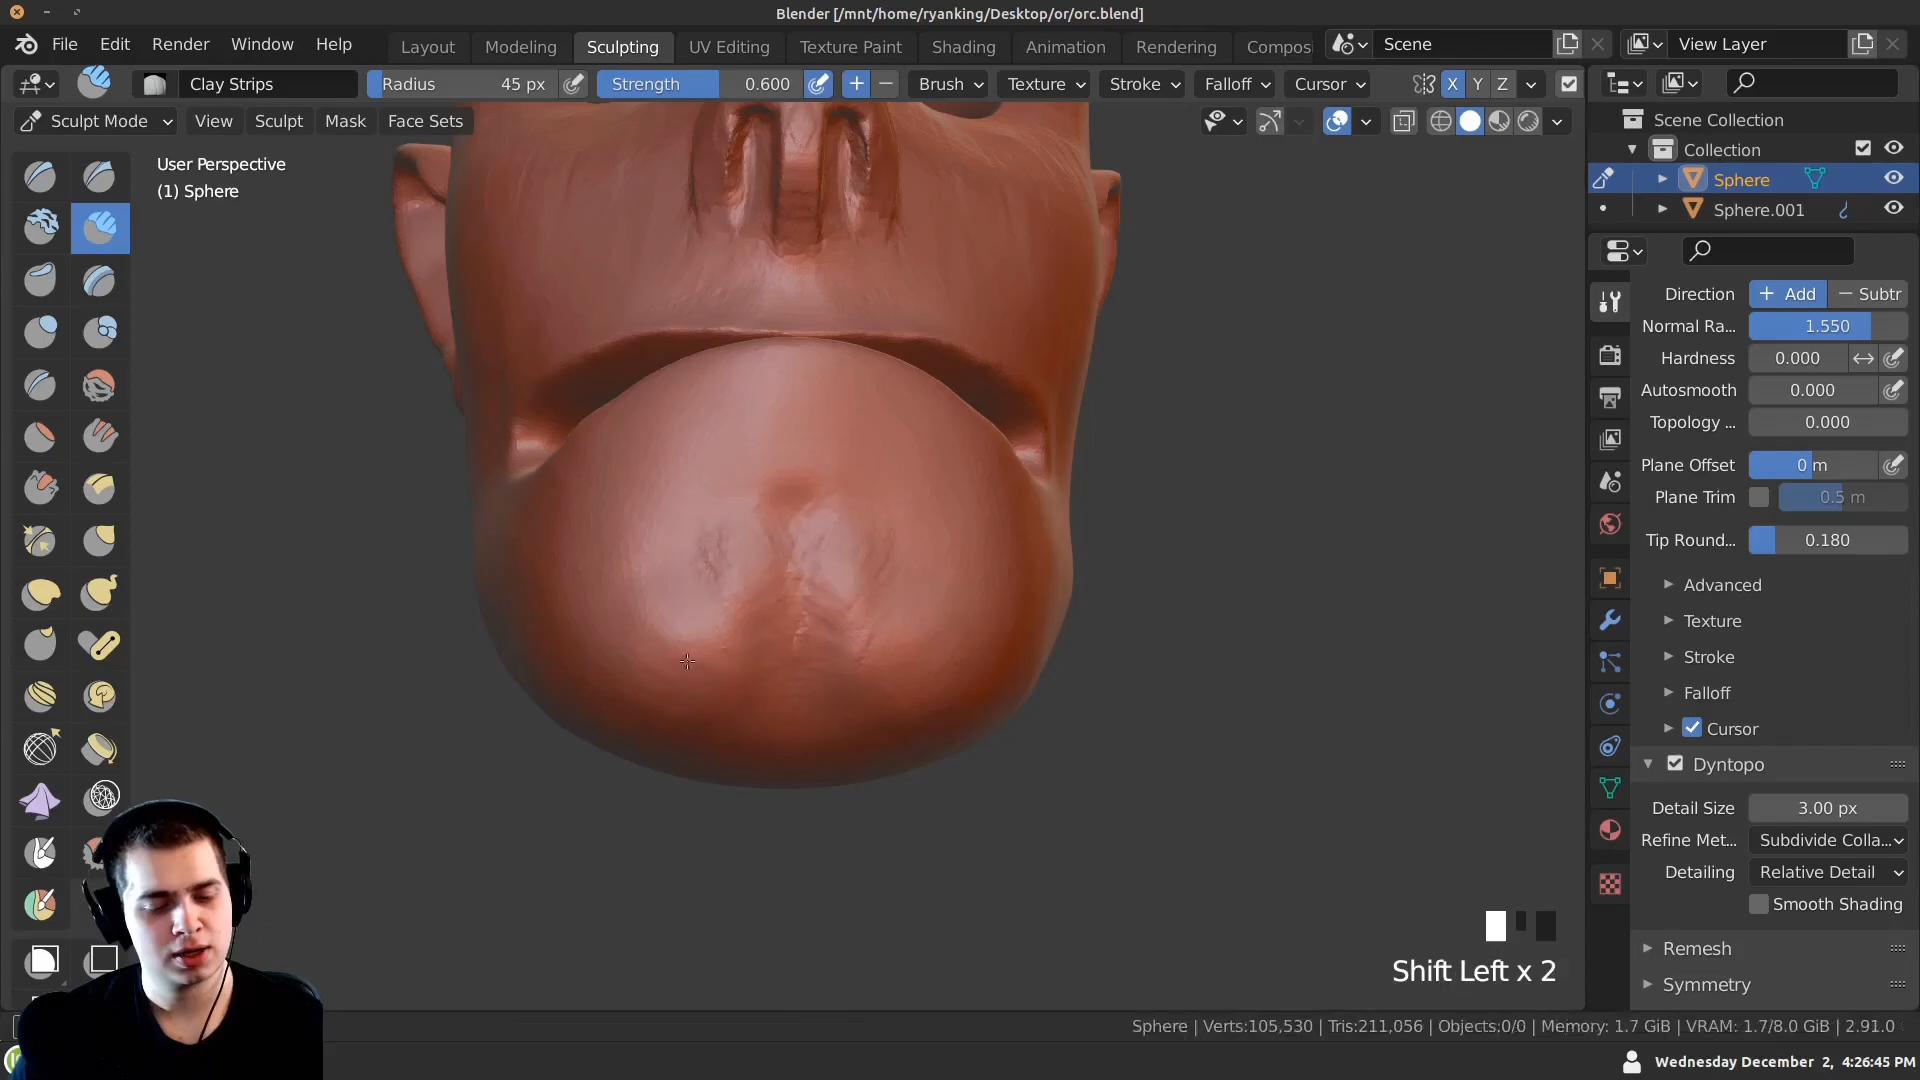 Blender [/mnt/home/ryanking/Desktop/or/orc.blend]
File Edit Render Window Help Layout Modeling Sculpting UV Editing Texture Paint Shading Animation Rendering Compos Scene View Layer
Clay Strips Radius 45 px Strength 0.600 Brush Texture Stroke Falloff Cursor X Y Z
Sculpt Mode View Sculpt Mask Face Sets
User Perspective
(1) Sphere
Scene Collection
Collection
Sphere
Sphere.001
Direction + Add − Subtr
Normal Ra... 1.550
Hardness 0.000
Autosmooth 0.000
Topology ... 0.000
Plane Offset 0 m
Plane Trim 0.5 m
Tip Round... 0.180
Advanced
Texture
Stroke
Falloff
Cursor
Dyntopo
Detail Size 3.00 px
Refine Met... Subdivide Colla...
Detailing Relative Detail
Smooth Shading
Remesh
Symmetry
Shift Left x 2
Sphere | Verts:105,530 | Tris:211,056 | Objects:0/0 | Memory: 1.7 GiB | VRAM: 1.7/8.0 GiB | 2.91.0
Wednesday December 2, 4:26:45 PM